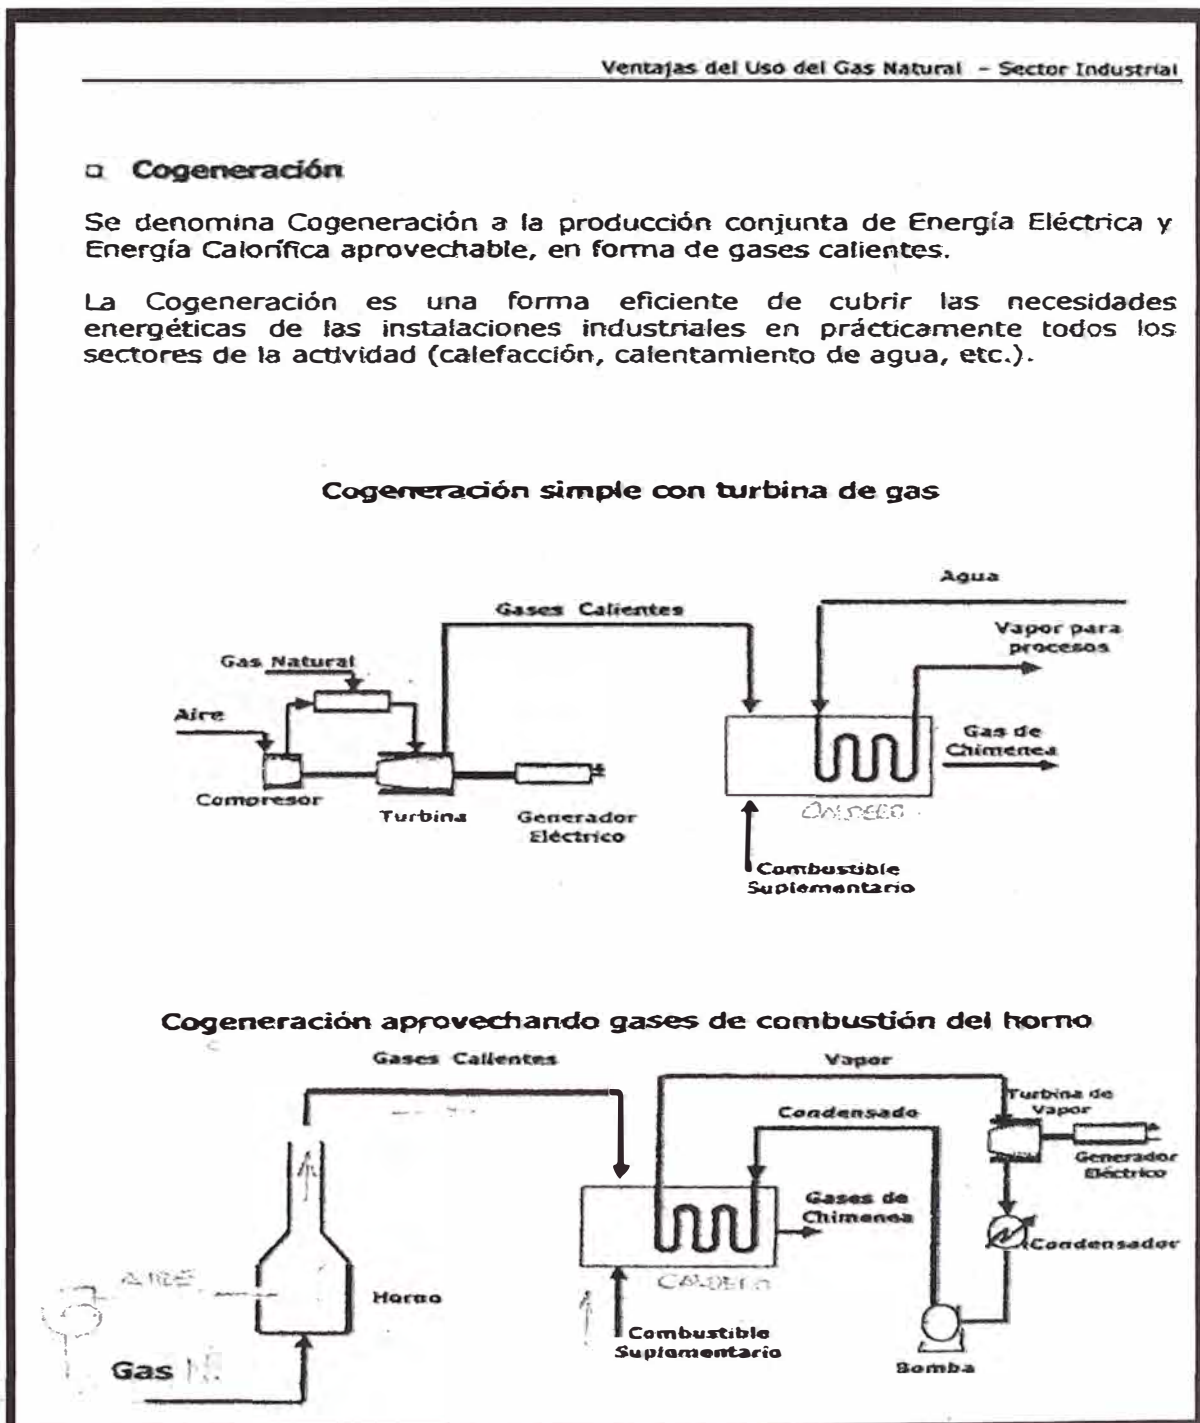 Ventajas del Uso del Gas Natural - Sector Industrial
Cogeneración
Se denomina Cogeneración a la producción conjunta de Energía Eléctrica y
Energía Calorífica aprovechable, en forma de gases calientes.
La Cogeneración es una forma eficiente de cubrir las necesidades
energéticas de las instalaciones industriales en prácticamente todos los
sectores de la actividad (calefacción, calentamiento de agua, etc.).
Cogeneración simple con turbina de gas
Agua
Gases Calientes
Vapor para
procesos
Gas Natural
Aire
Gas de
Chimenea
Compresor
Turbina
Generador
Eléctrico
CALDERO
Combustible
Suplementario
Cogeneración aprovechando gases de combustión del horno
Gases Calientes
Vapor
Turbina de
Vapor
Condensado
Generador
Eléctrico
Gases de
Chimenea
Condensador
AIRE
CALDERO
Horno
Combustible
Suplementario
Gas
Bomba